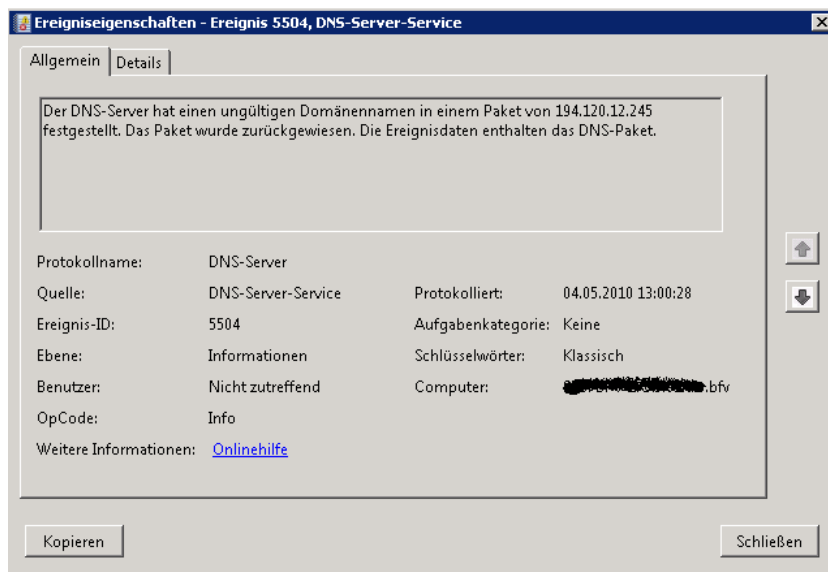 Ereigniseigenschaften - Ereignis 5504, DNS-Server-Service
Allgemein
Details
Der DNS-Server hat einen ungültigen Domänennamen in einem Paket von 194.120.12.245
festgestellt. Das Paket wurde zurückgewiesen. Die Ereignisdaten enthalten das DNS-Paket.
Protokollname: DNS-Server
Quelle: DNS-Server-Service Protokolliert: 04.05.2010 13:00:28
Ereignis-ID: 5504 Aufgabenkategorie: Keine
Ebene: Informationen Schlüsselwörter: Klassisch
Benutzer: Nicht zutreffend Computer: .bfv
OpCode: Info
Weitere Informationen: Onlinehilfe
Kopieren
Schließen